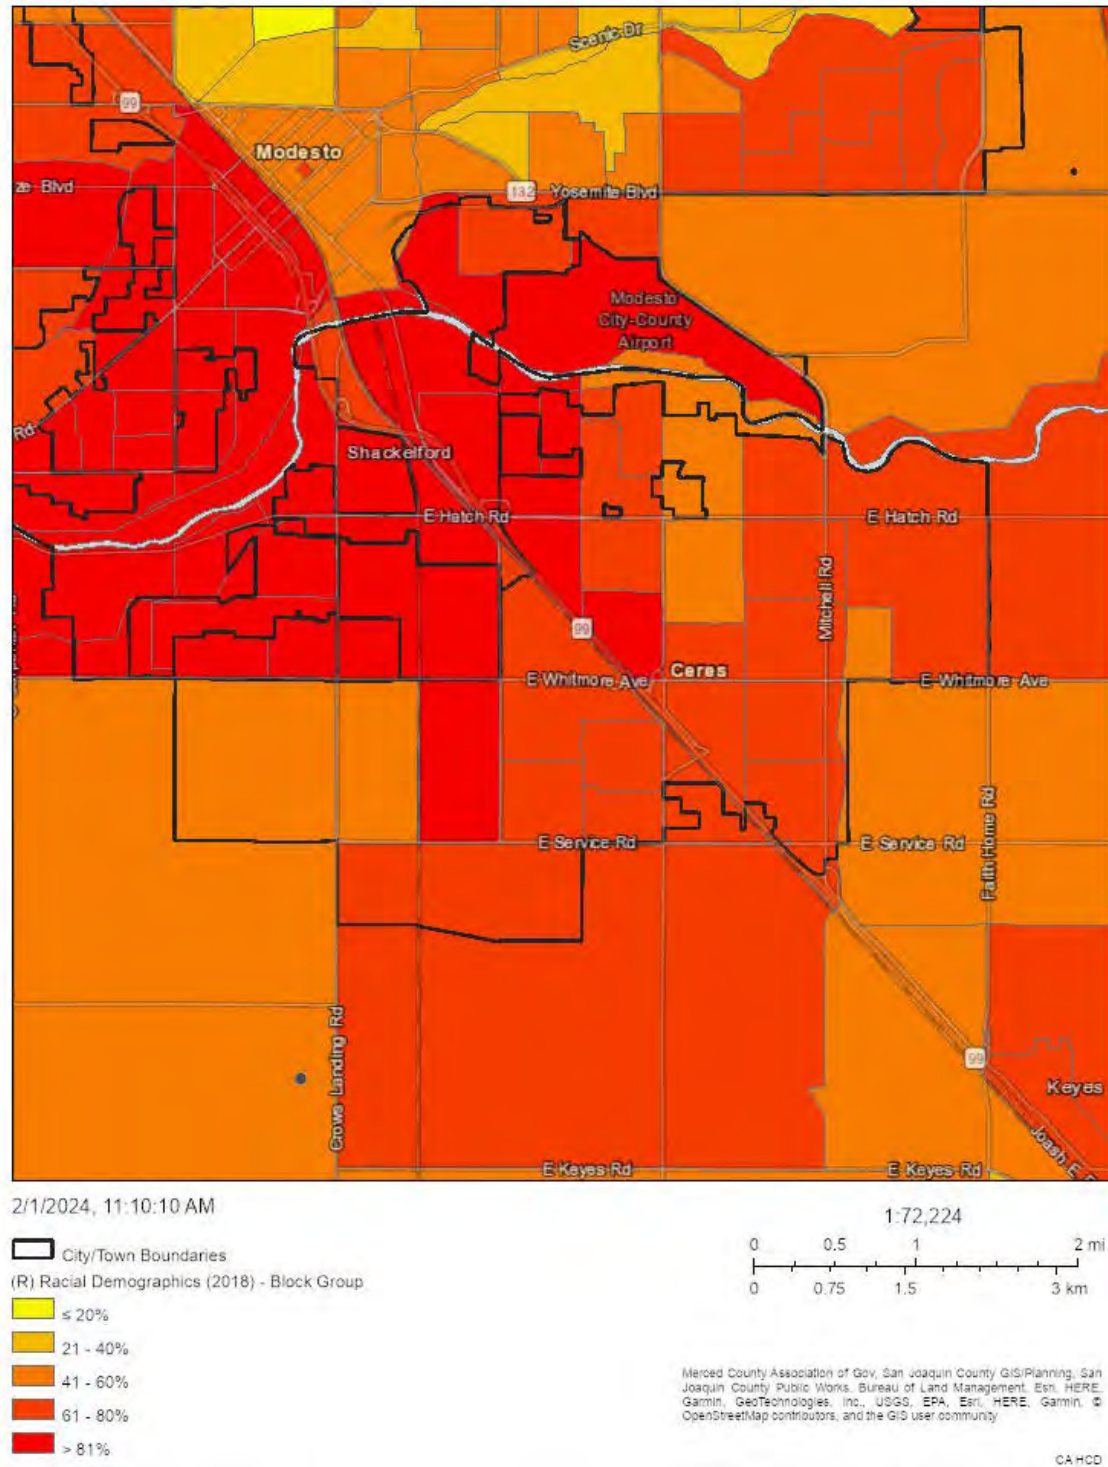 Scenic Dr
99
Modesto
ze Blvd
132
Yosemite Blvd
Modesto
City-County
Airport
Rd
Shackelford
E Hatch Rd
E Hatch Rd
Mitchell Rd
99
Ceres
E Whitmore Ave
E Whitmore Ave
E Service Rd
E Service Rd
Faith Home Rd
Crows Landing Rd
99
Keyes
Joash E
E Keyes Rd
E Keyes Rd
2/1/2024, 11:10:10 AM
1:72,224
City/Town Boundaries
0 0.5 1 2 mi
0 0.75 1.5 3 km
(R) Racial Demographics (2018) - Block Group
≤ 20%
21 - 40%
41 - 60%
61 - 80%
> 81%
Merced County Association of Gov, San Joaquin County GIS/Planning, San
Joaquin County Public Works, Bureau of Land Management, Esri, HERE,
Garmin, GeoTechnologies, Inc., USGS, EPA, Esri, HERE, Garmin, ©
OpenStreetMap contributors, and the GIS user community
CA HCD